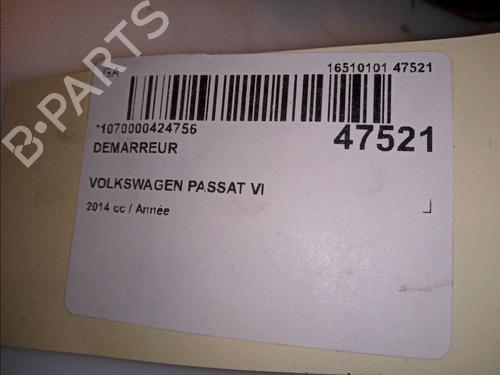 GA
16510101 47521
*1070000424756
47521
DEMARREUR
VOLKSWAGEN PASSAT VI
2014 cc / Année
B-PARTS